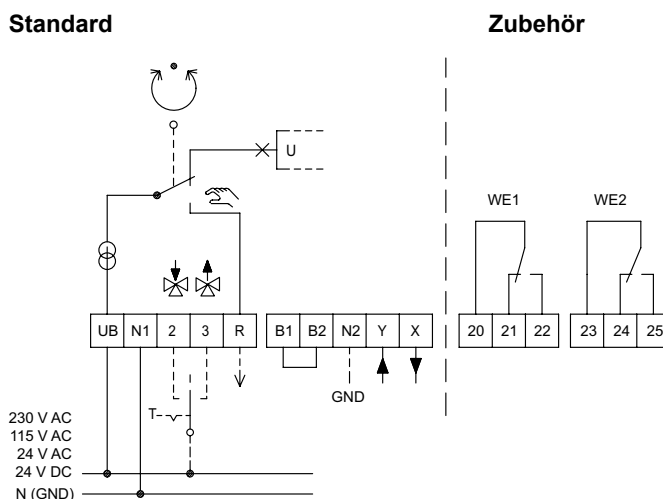 Standard
Zubehör
U
WE1
WE2
UB N1 2 3 R
B1 B2 N2 Y X
20 21 22
23 24 25
GND
T
230 V AC
115 V AC
24 V AC
24 V DC
N (GND)